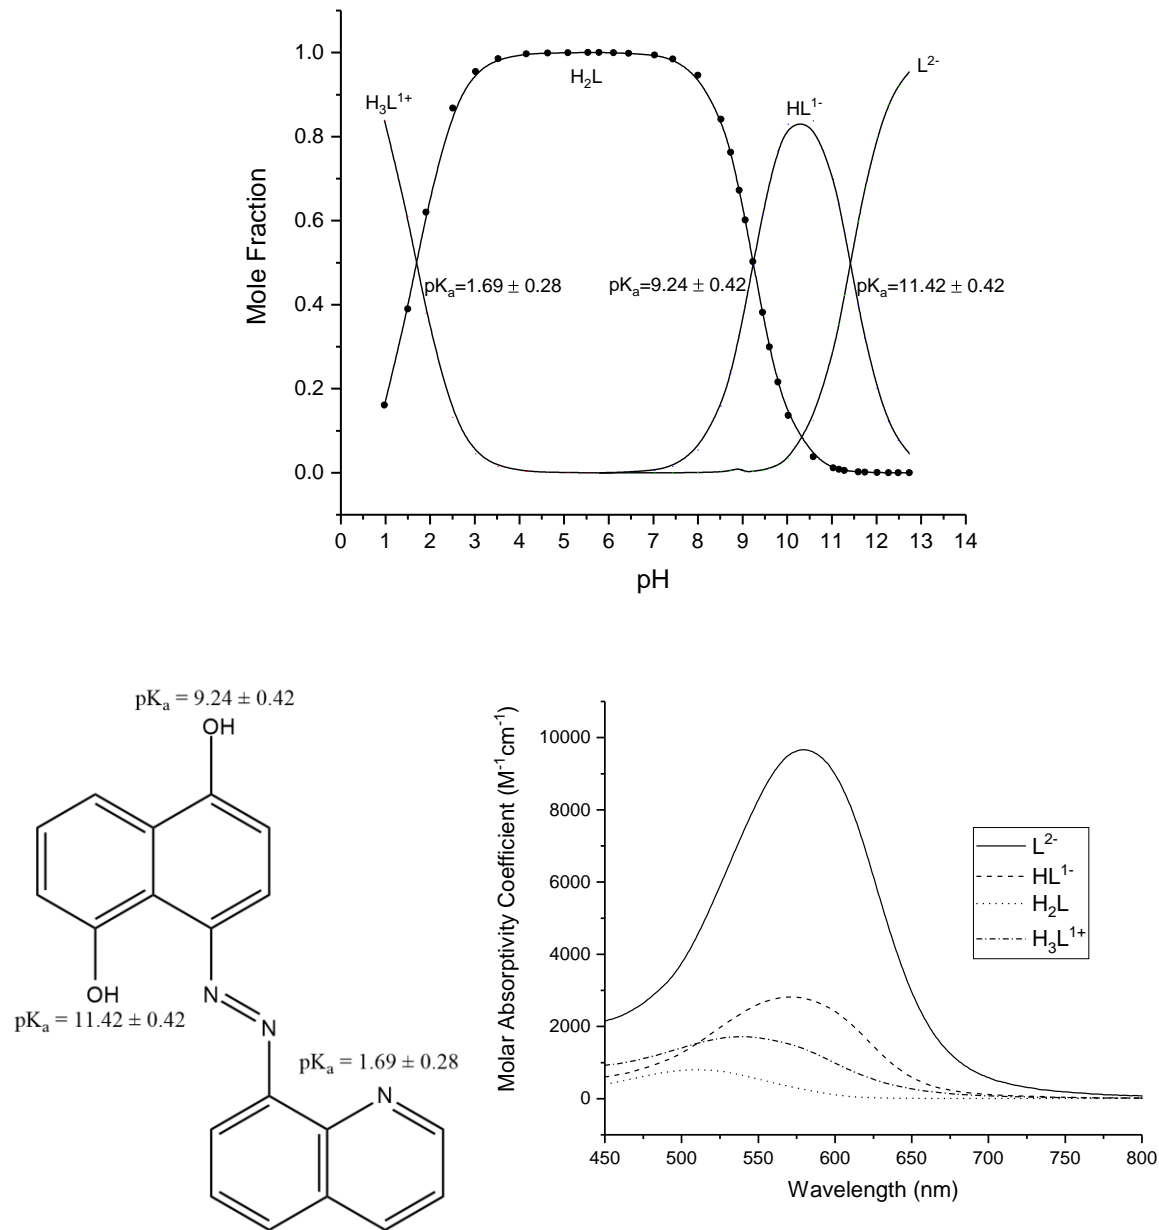 Mole Fraction
1.0
0.8
0.6
0.4
0.2
0.0
H₃L¹⁺
H₂L
HL¹⁻
L²⁻
pKₐ=1.69 ± 0.28
pKₐ=9.24 ± 0.42
pKₐ=11.42 ± 0.42
0 1 2 3 4 5 6 7 8 9 10 11 12 13 14
pH
pKₐ = 9.24 ± 0.42
OH
OH
pKₐ = 11.42 ± 0.42
N
N
pKₐ = 1.69 ± 0.28
N
Molar Absorptivity Coefficient (M⁻¹cm⁻¹)
10000
8000
6000
4000
2000
0
L²⁻
HL¹⁻
H₂L
H₃L¹⁺
450 500 550 600 650 700 750 800
Wavelength (nm)